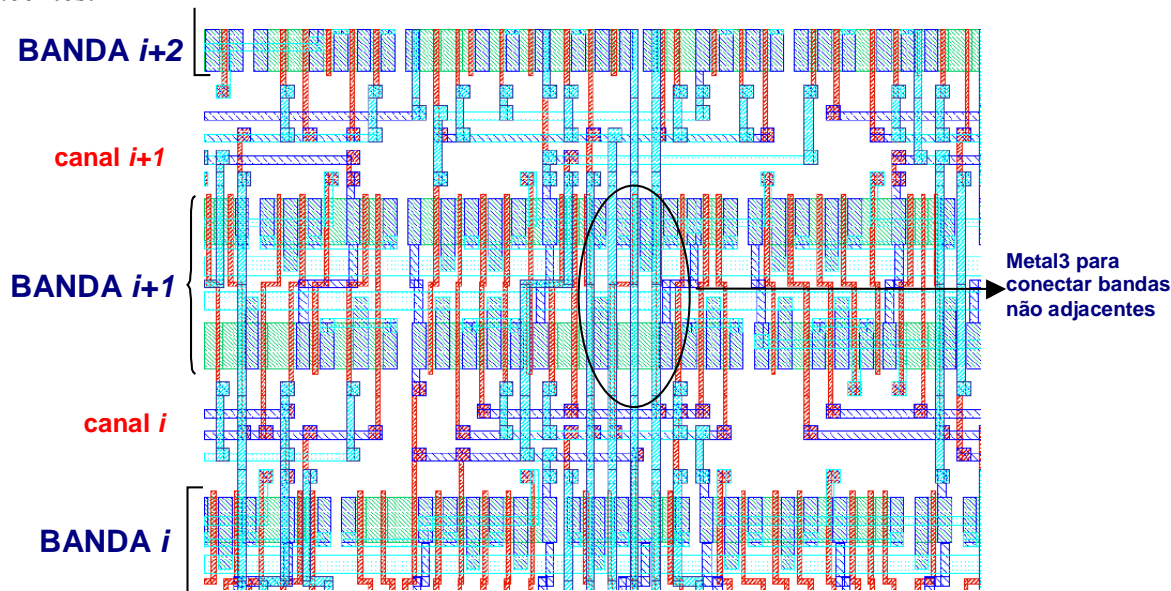 BANDA i+2
canal i+1
BANDA i+1
Metal3 para
conectar bandas
não adjacentes
canal i
BANDA i